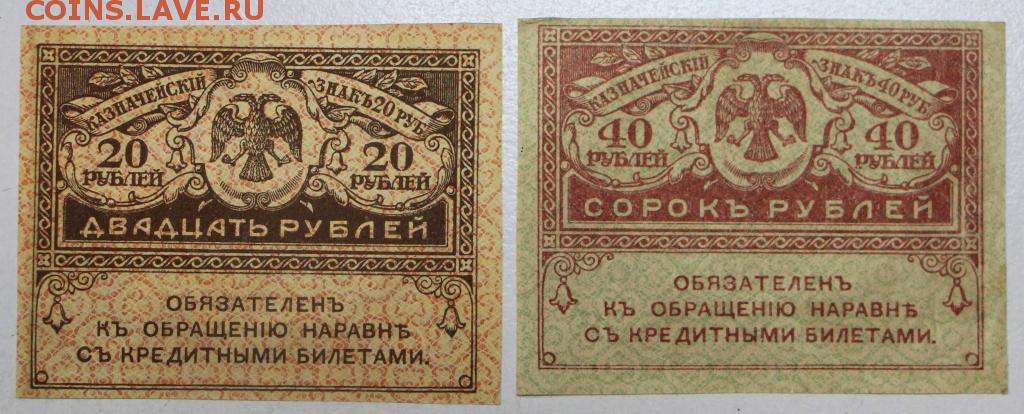 COINS.LAVE.RU
КАЗНАЧЕЙСКІЙ ЗНАКЪ 20 РУБ.
20 РУБЛЕЙ
20 РУБЛЕЙ
ДВАДЦАТЬ РУБЛЕЙ
ОБЯЗАТЕЛЕНЪ
КЪ ОБРАЩЕНІЮ НАРАВНѢ
СЪ КРЕДИТНЫМИ БИЛЕТАМИ.
КАЗНАЧЕЙСКІЙ ЗНАКЪ 40 РУБ.
40 РУБЛЕЙ
40 РУБЛЕЙ
СОРОКЪ РУБЛЕЙ
ОБЯЗАТЕЛЕНЪ
КЪ ОБРАЩЕНІЮ НАРАВНѢ
СЪ КРЕДИТНЫМИ БИЛЕТАМИ.